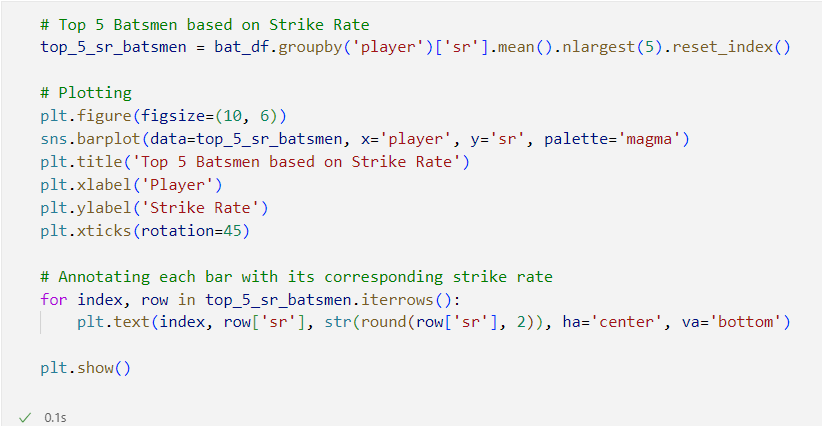 # Top 5 Batsmen based on Strike Rate
top_5_sr_batsmen = bat_df.groupby('player')['sr'].mean().nlargest(5).reset_index()
# Plotting
plt.figure(figsize=(10, 6))
sns.barplot(data=top_5_sr_batsmen, x='player', y='sr', palette='magma')
plt.title('Top 5 Batsmen based on Strike Rate')
plt.xlabel('Player')
plt.ylabel('Strike Rate')
plt.xticks(rotation=45)
# Annotating each bar with its corresponding strike rate
for index, row in top_5_sr_batsmen.iterrows():
    plt.text(index, row['sr'], str(round(row['sr'], 2)), ha='center', va='bottom')
plt.show()
0.1s